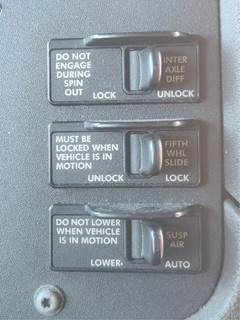 DO NOT
ENGAGE
DURING
SPIN
OUT
INTER
AXLE
DIFF
LOCK UNLOCK
MUST BE
LOCKED WHEN
VEHICLE IS IN
MOTION
FIFTH
WHL
SLIDE
UNLOCK LOCK
DO NOT LOWER
WHEN VEHICLE
IS IN MOTION
SUSP
AIR
LOWER AUTO